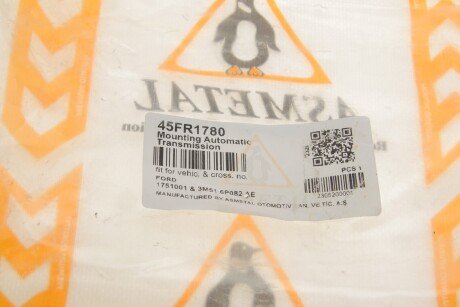 ASMETAL
45FR1780
Mounting Automatic
Transmission
fit for vehic. & cross. no.
FORD
1751001 & 3M51 6P082 AE
MANUFACTURED BY ASMETAL OTOMOTIV SAN. VE TIC. A.S.
PCS 1